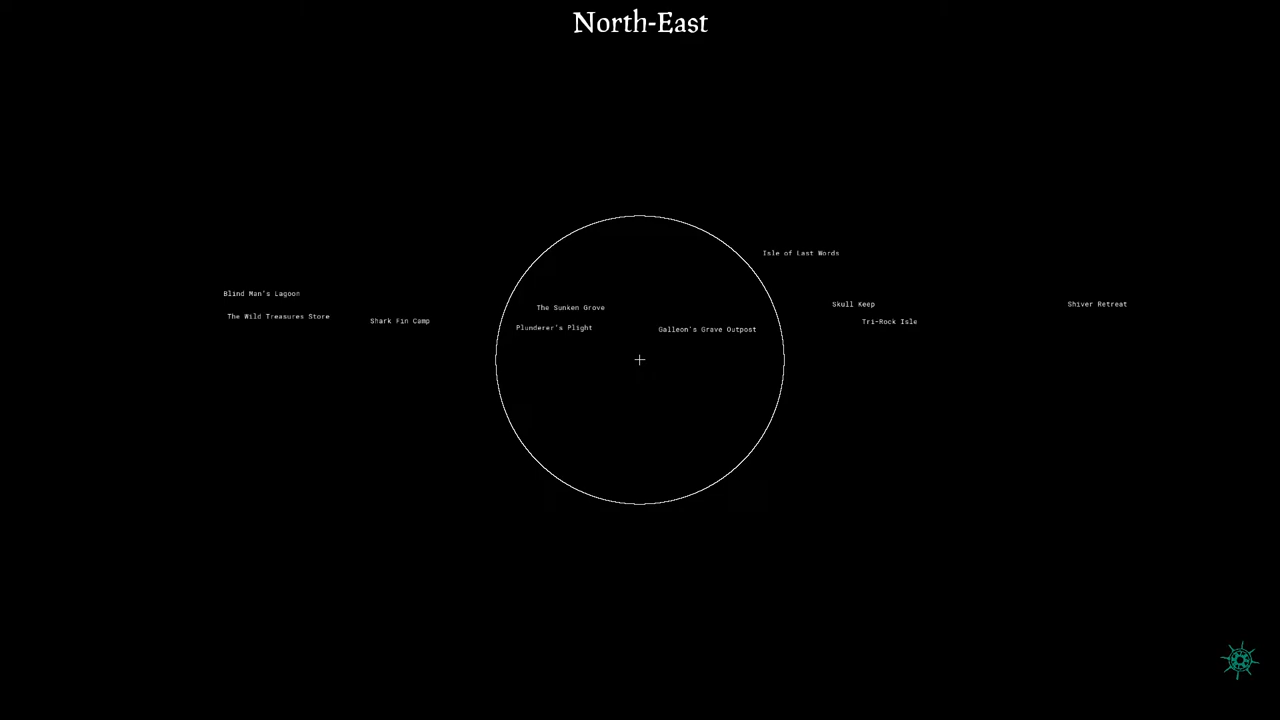 North-East
Isle of Last Words
Blind Man's Lagoon
Skull Keep
Shiver Retreat
The Sunken Grove
The Wild Treasures Store
Shark Fin Camp
Tri-Rock Isle
Plunderer's Plight
Galleon's Grave Outpost